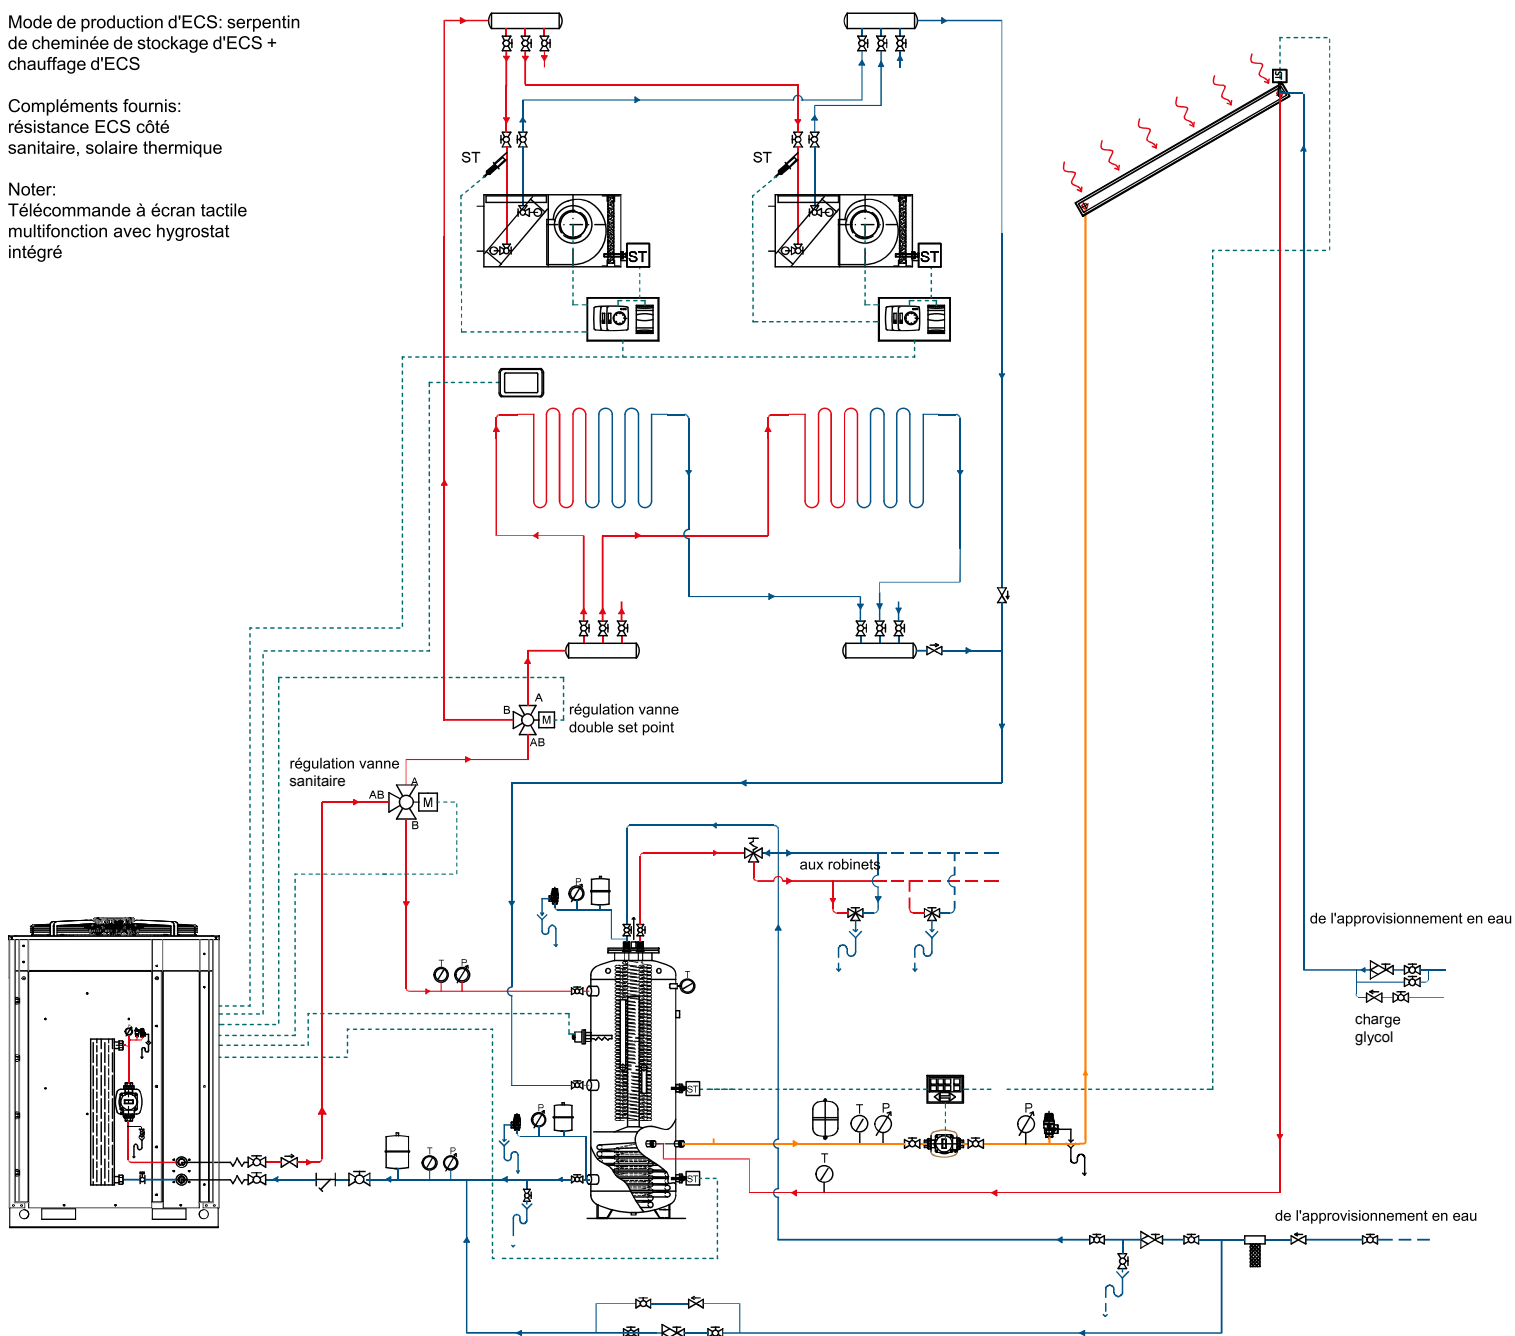 Mode de production d'ECS: serpentin
de cheminée de stockage d'ECS +
chauffage d'ECS
Compléments fournis:
résistance ECS côté
sanitaire, solaire thermique
Noter:
Télécommande à écran tactile
multifonction avec hygrostat
intégré
ST
ST
ST
ST
ST
A
B
M
AB
régulation vanne
double set point
régulation vanne
sanitaire
A
AB
M
B
aux robinets
P
T
P
T
de l'approvisionnement en eau
charge
glycol
ST
P
T
P
T
P
P
T
ST
de l'approvisionnement en eau